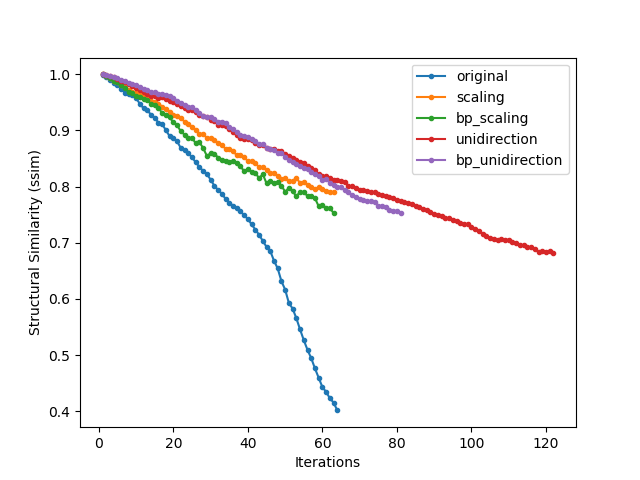 original
scaling
bp_scaling
unidirection
bp_unidirection
1.0
0.9
0.8
0.7
0.6
0.5
0.4
Structural Similarity (ssim)
0 20 40 60 80 100 120
Iterations